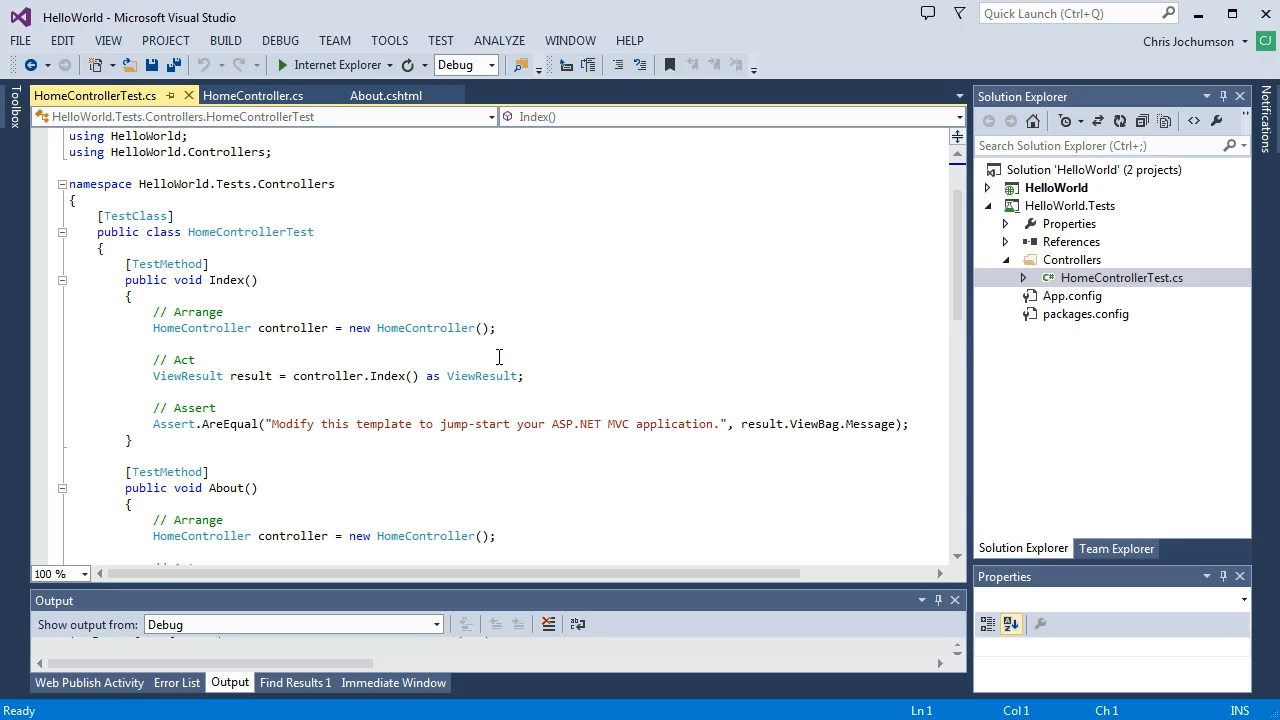 HelloWorld - Microsoft Visual Studio
Quick Launch (Ctrl+Q)
FILE EDIT VIEW PROJECT BUILD DEBUG TEAM TOOLS TEST ANALYZE WINDOW HELP
Chris Jochumson CJ
Internet Explorer Debug
Toolbox
HomeControllerTest.cs HomeController.cs About.cshtml
HelloWorld.Tests.Controllers.HomeControllerTest Index()
using HelloWorld;
using HelloWorld.Controllers;
namespace HelloWorld.Tests.Controllers
{
[TestClass]
public class HomeControllerTest
{
[TestMethod]
public void Index()
{
// Arrange
HomeController controller = new HomeController();
// Act
ViewResult result = controller.Index() as ViewResult;
// Assert
Assert.AreEqual("Modify this template to jump-start your ASP.NET MVC application.", result.ViewBag.Message);
}
[TestMethod]
public void About()
{
// Arrange
HomeController controller = new HomeController();
100 %
Output
Show output from: Debug
Web Publish Activity Error List Output Find Results 1 Immediate Window
Solution Explorer
Search Solution Explorer (Ctrl+;)
Solution 'HelloWorld' (2 projects)
HelloWorld
HelloWorld.Tests
Properties
References
Controllers
C# HomeControllerTest.cs
App.config
packages.config
Solution Explorer Team Explorer
Properties
Notifications
Ready Ln 1 Col 1 Ch 1 INS